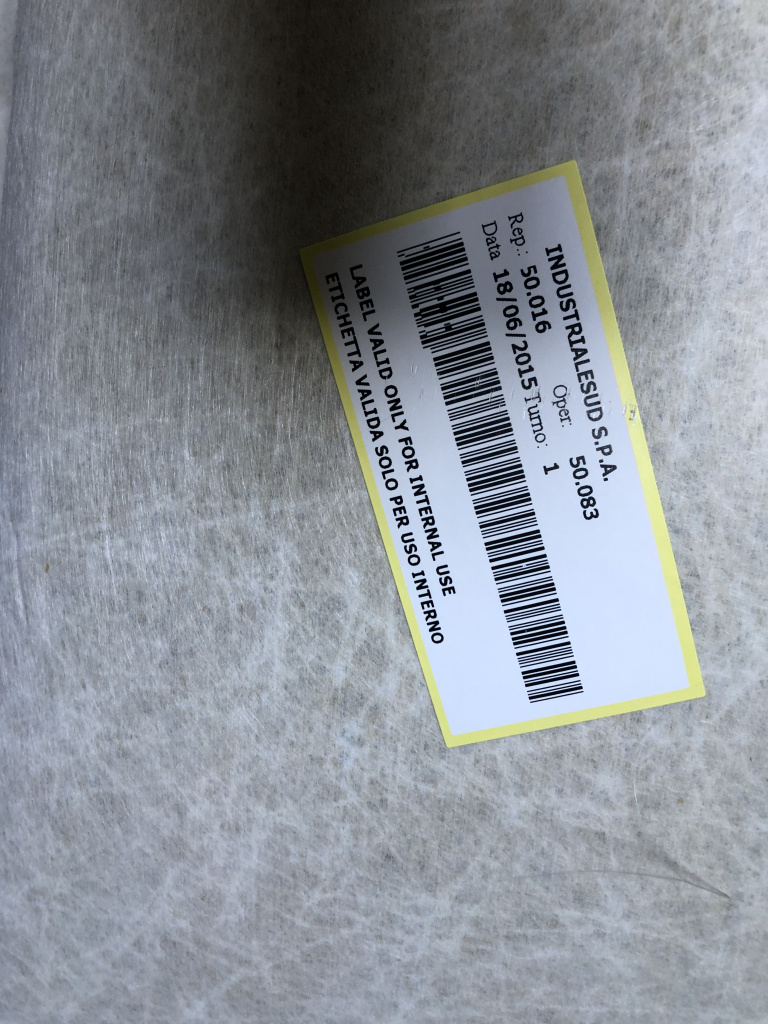 INDUSTRIALESUD S.P.A.
Rep.: 50.016 Oper: 50.083
Data 18/06/2015 Turno: 1
LABEL VALID ONLY FOR INTERNAL USE
ETICHETTA VALIDA SOLO PER USO INTERNO